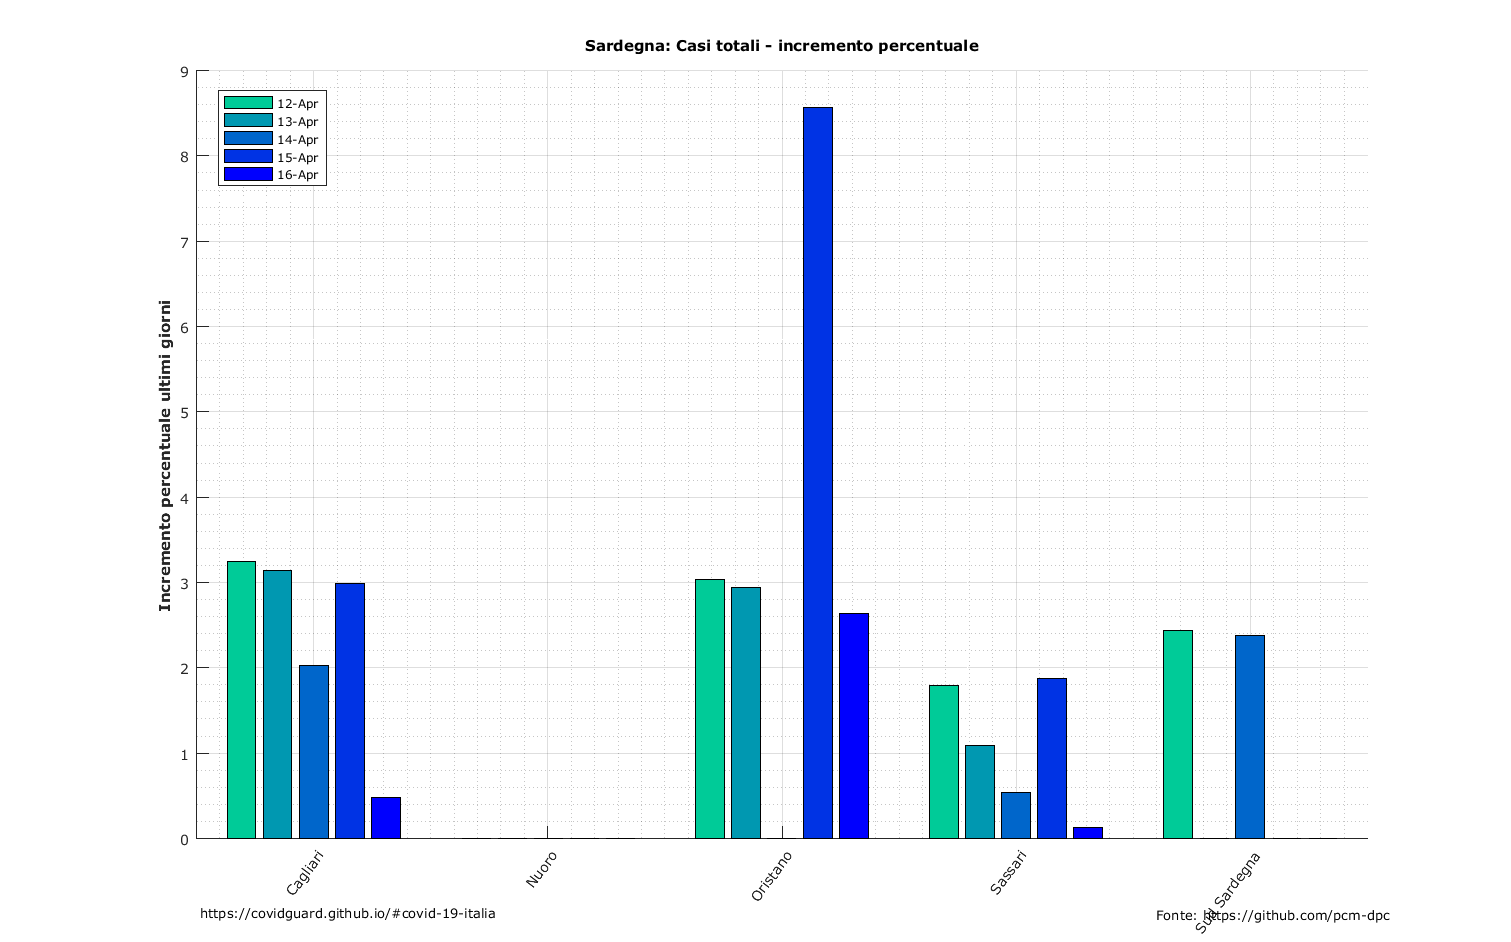 Sardegna: Casi totali - incremento percentuale
9
8
7
6
5
4
3
2
1
0
Incremento percentuale ultimi giorni
12-Apr
13-Apr
14-Apr
15-Apr
16-Apr
Cagliari
Nuoro
Oristano
Sassari
Sud Sardegna
https://covidguard.github.io/#covid-19-italia
Fonte: https://github.com/pcm-dpc